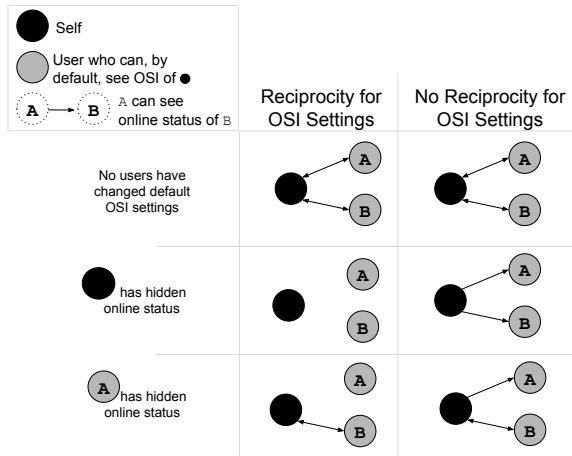 Self
User who can, by
default, see OSI of
A B A can see
online status of B
Reciprocity for
OSI Settings
No Reciprocity for
OSI Settings
No users have
changed default
OSI settings
A
B
A
B
has hidden
online status
A
B
A
B
A has hidden
online status
A
B
A
B